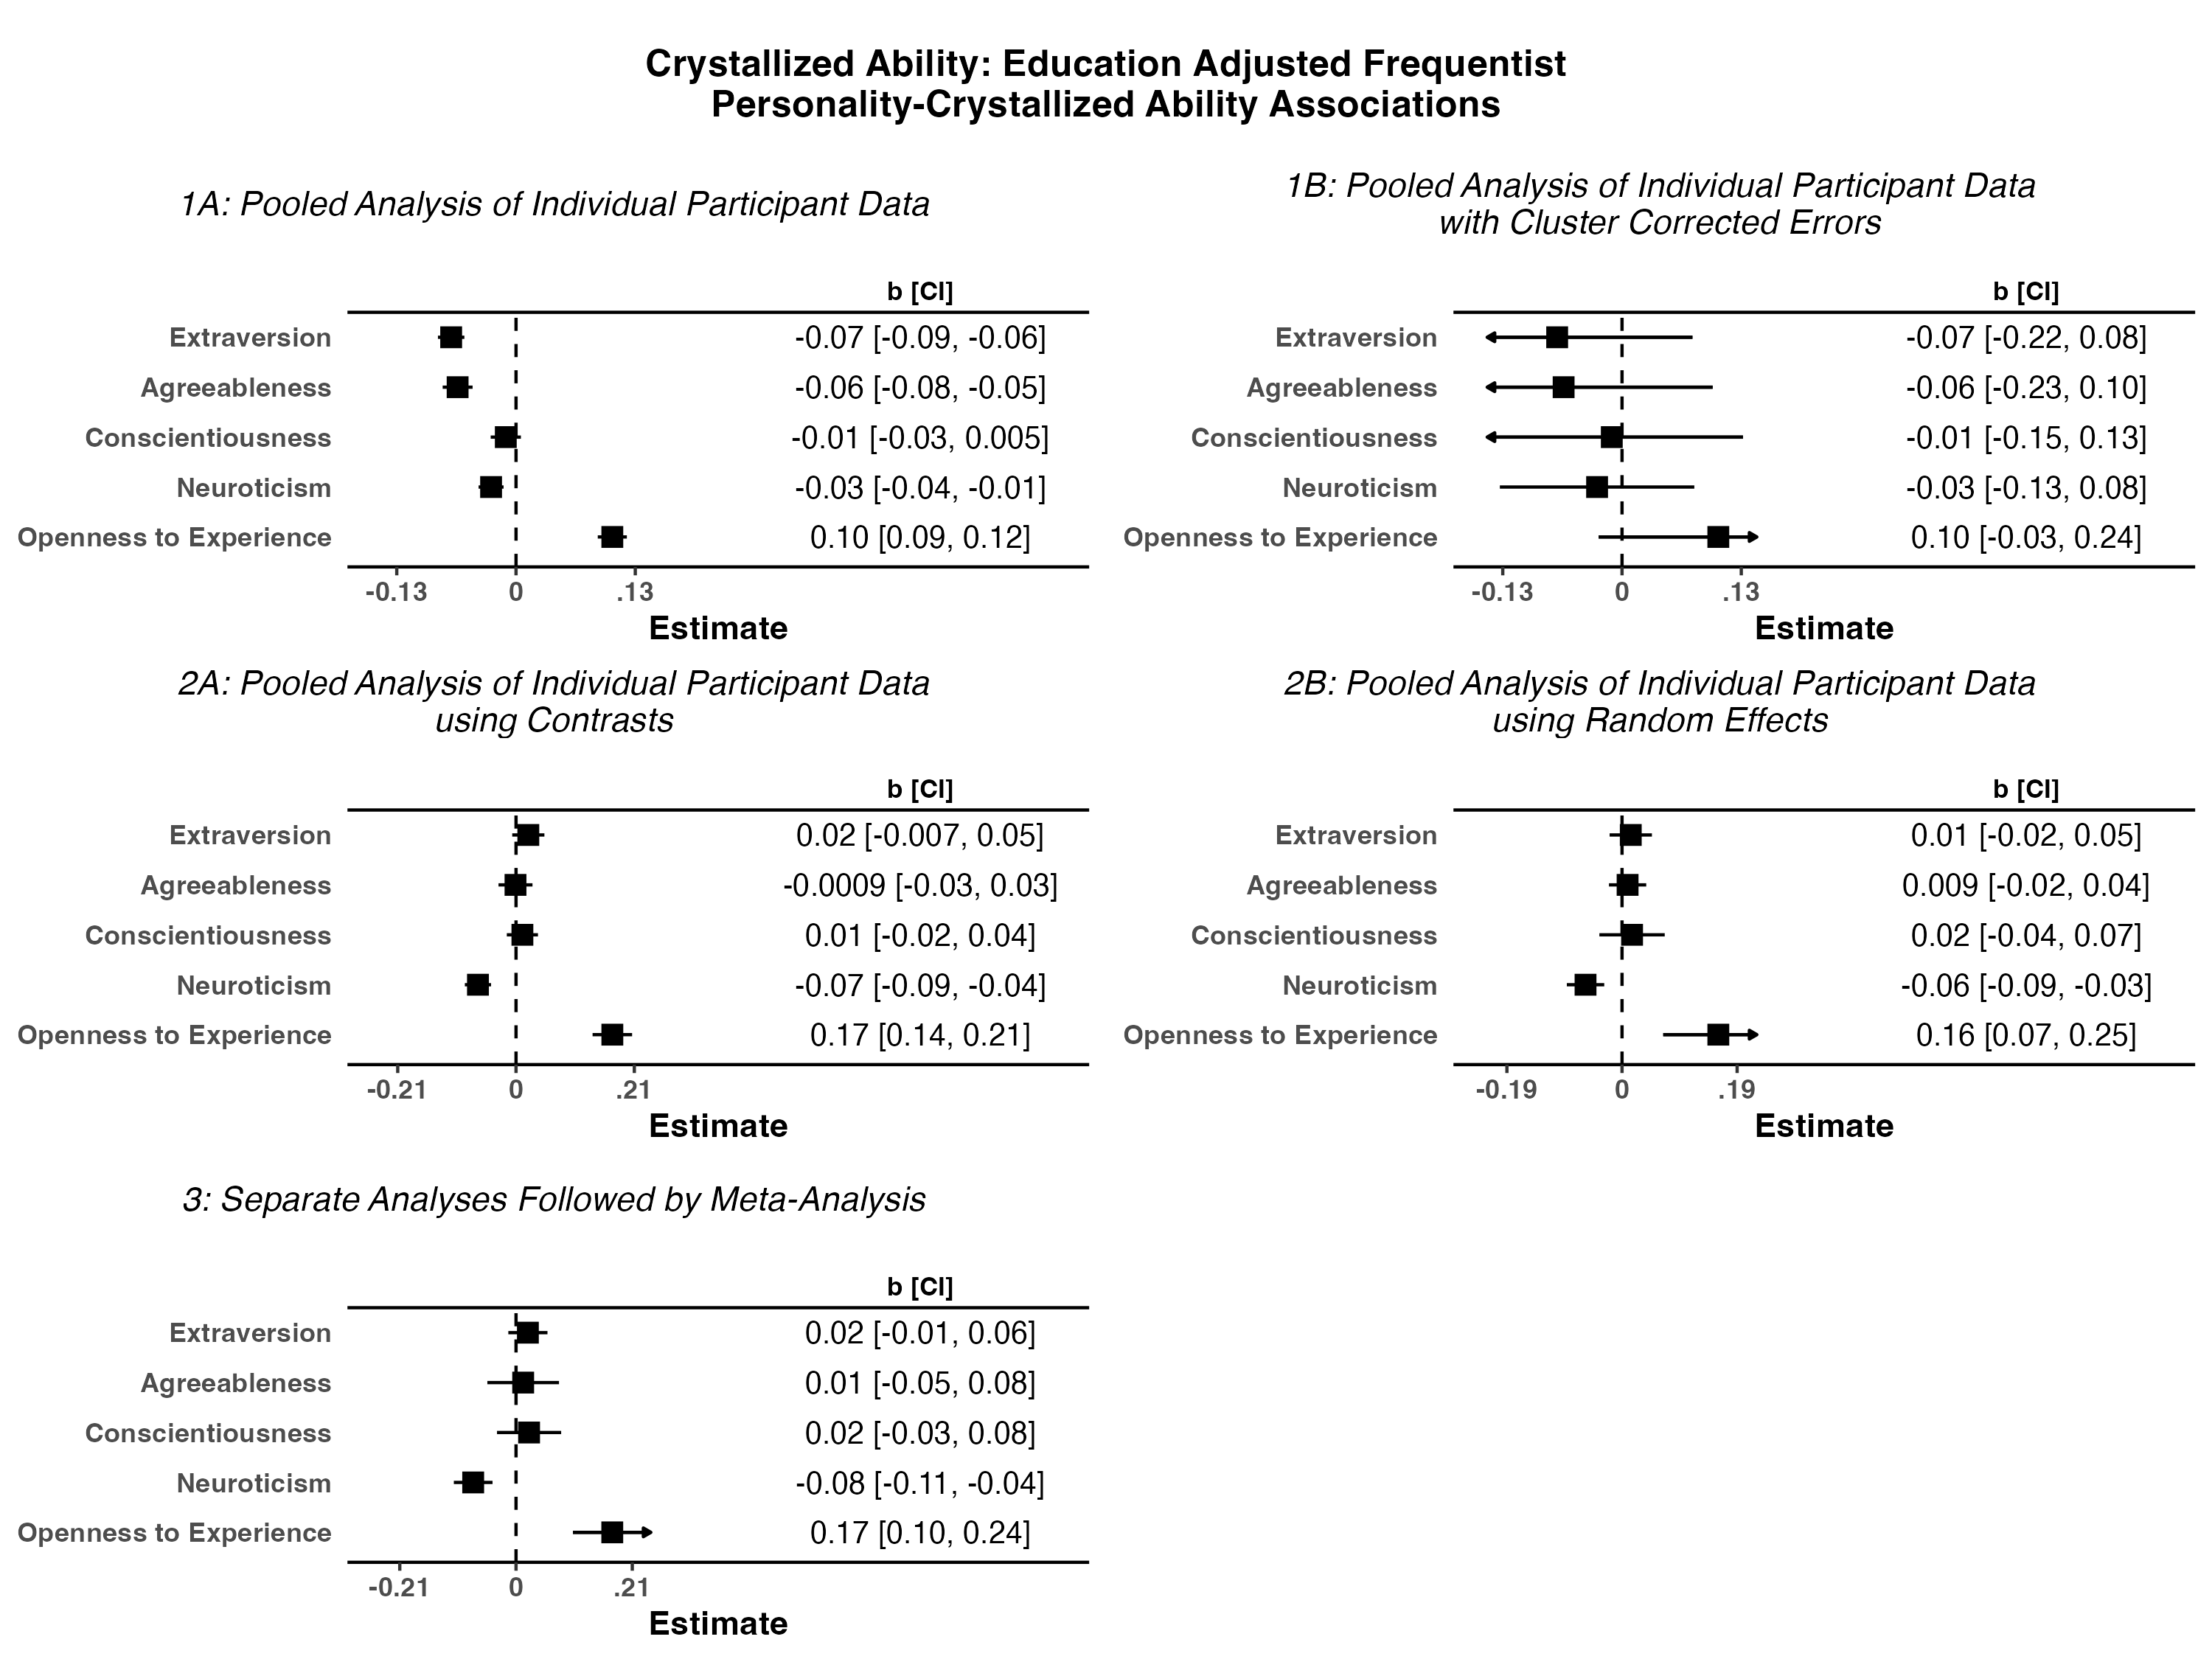 Crystallized Ability: Education Adjusted Frequentist
Personality-Crystallized Ability Associations
1A: Pooled Analysis of Individual Participant Data
b [CI]
Extraversion -0.07 [-0.09, -0.06]
Agreeableness -0.06 [-0.08, -0.05]
Conscientiousness -0.01 [-0.03, 0.005]
Neuroticism -0.03 [-0.04, -0.01]
Openness to Experience 0.10 [0.09, 0.12]
-0.13 0 .13
Estimate
1B: Pooled Analysis of Individual Participant Data
with Cluster Corrected Errors
b [CI]
Extraversion -0.07 [-0.22, 0.08]
Agreeableness -0.06 [-0.23, 0.10]
Conscientiousness -0.01 [-0.15, 0.13]
Neuroticism -0.03 [-0.13, 0.08]
Openness to Experience 0.10 [-0.03, 0.24]
-0.13 0 .13
Estimate
2A: Pooled Analysis of Individual Participant Data
using Contrasts
b [CI]
Extraversion 0.02 [-0.007, 0.05]
Agreeableness -0.0009 [-0.03, 0.03]
Conscientiousness 0.01 [-0.02, 0.04]
Neuroticism -0.07 [-0.09, -0.04]
Openness to Experience 0.17 [0.14, 0.21]
-0.21 0 .21
Estimate
2B: Pooled Analysis of Individual Participant Data
using Random Effects
b [CI]
Extraversion 0.01 [-0.02, 0.05]
Agreeableness 0.009 [-0.02, 0.04]
Conscientiousness 0.02 [-0.04, 0.07]
Neuroticism -0.06 [-0.09, -0.03]
Openness to Experience 0.16 [0.07, 0.25]
-0.19 0 .19
Estimate
3: Separate Analyses Followed by Meta-Analysis
b [CI]
Extraversion 0.02 [-0.01, 0.06]
Agreeableness 0.01 [-0.05, 0.08]
Conscientiousness 0.02 [-0.03, 0.08]
Neuroticism -0.08 [-0.11, -0.04]
Openness to Experience 0.17 [0.10, 0.24]
-0.21 0 .21
Estimate